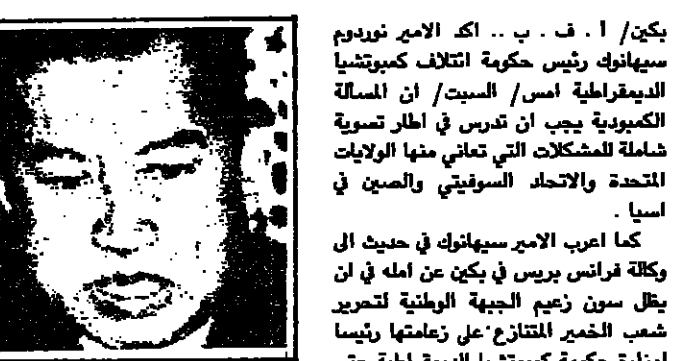 بكين/ أ . ف . ب .. اكد الامير نوردوم
سيهانوك رئيس حكومة ائتلاف كمبوتشيا
الديمقراطية امس/ السبت/ ان المسألة
الكمبودية يجب ان تدرس في اطار تسوية
شاملة للمشكلات التي تعاني منها الولايات
المتحدة والاتحاد السوفيتي والصين في
اسيا .
كما اعرب الامير سيهانوك في حديث الى
وكالة فرانس بريس في بكين عن امله في ان
يظل سون زعيم الجبهة الوطنية لتحرير
شعب الخمير المتنازع على زعامتها رئيسا